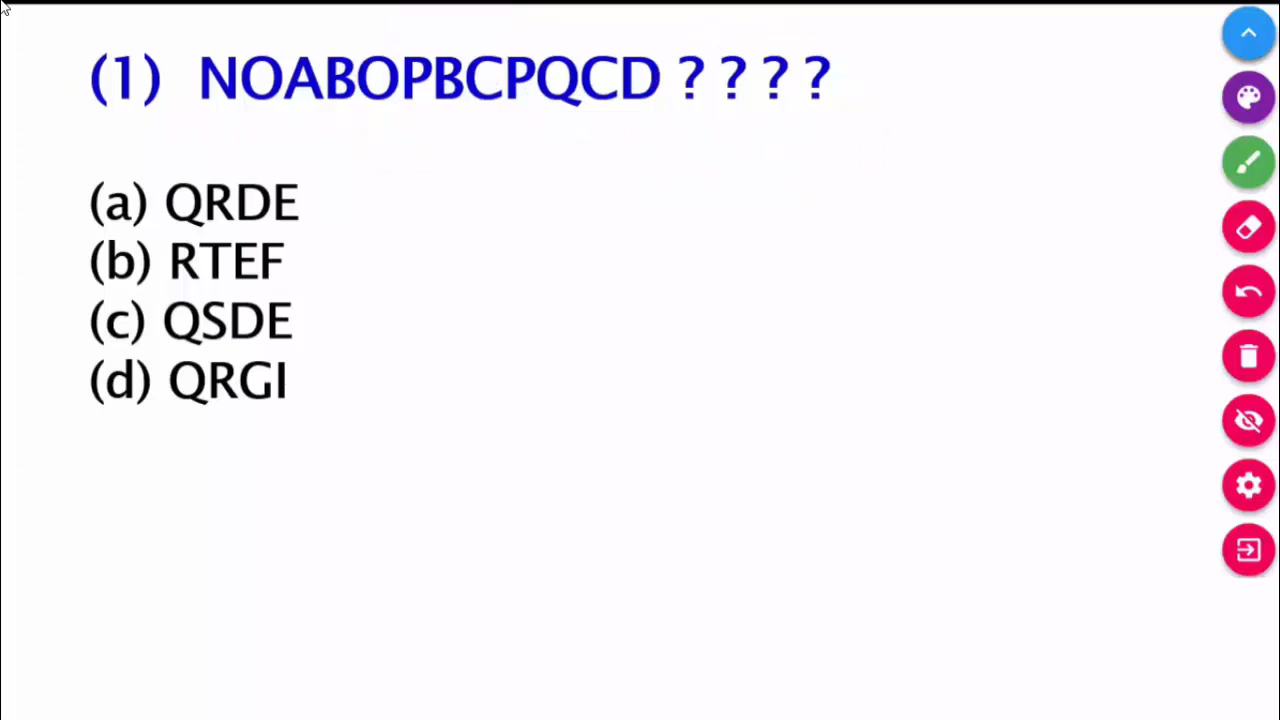 (1) NOABOPBCPQCD ? ? ? ?
(a) QRDE
(b) RTEF
(c) QSDE
(d) QRGI